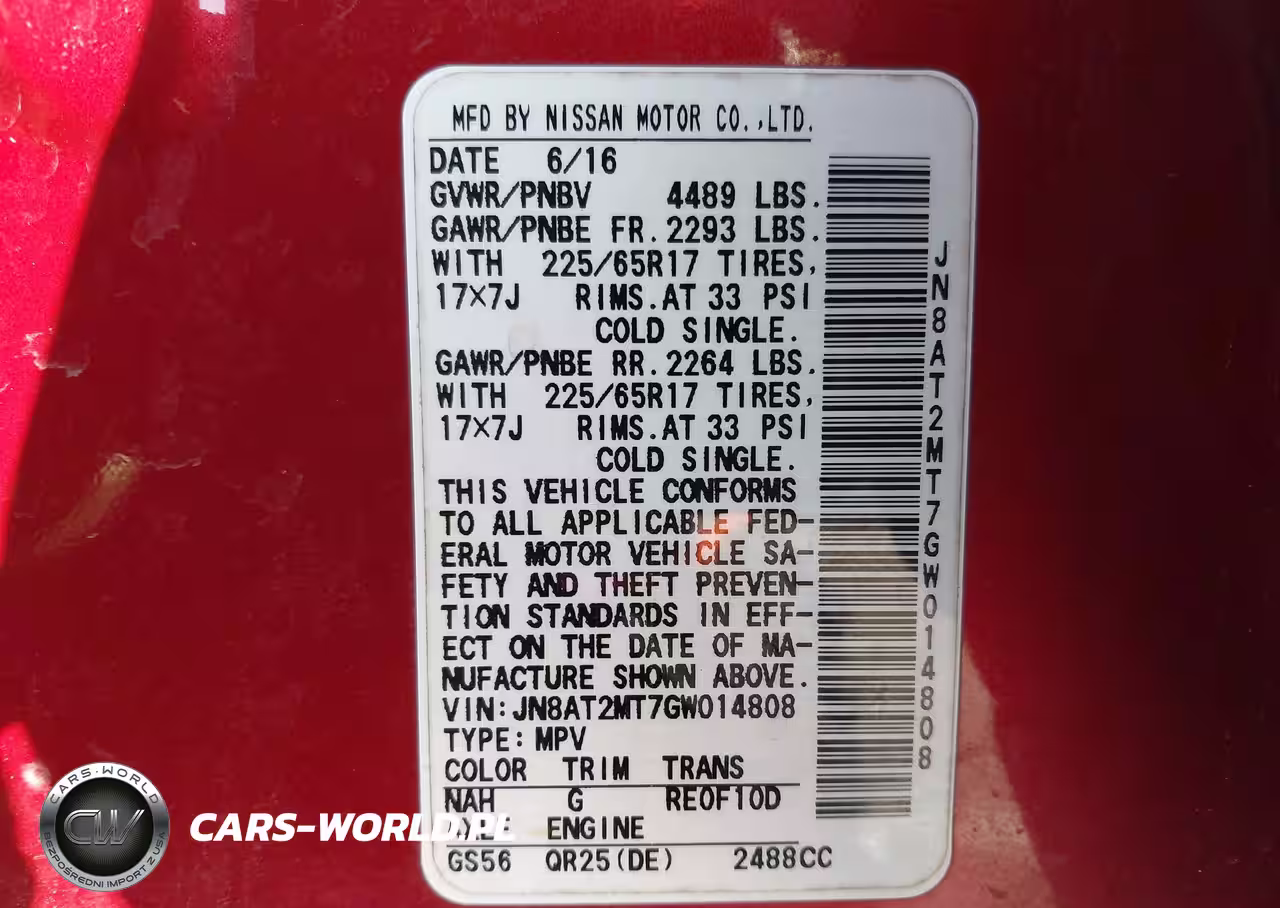 MFD BY NISSAN MOTOR CO.,LTD.
DATE 6/16
GVWR/PNBV 4489 LBS.
GAWR/PNBE FR. 2293 LBS.
WITH 225/65R17 TIRES,
17×7J RIMS. AT 33 PSI
COLD SINGLE.
GAWR/PNBE RR. 2264 LBS.
WITH 225/65R17 TIRES,
17×7J RIMS. AT 33 PSI
COLD SINGLE.
THIS VEHICLE CONFORMS
TO ALL APPLICABLE FED-
ERAL MOTOR VEHICLE SA-
FETY AND THEFT PREVEN-
TION STANDARDS IN EFF-
ECT ON THE DATE OF MA-
NUFACTURE SHOWN ABOVE.
VIN:JN8AT2MT7GW014808
TYPE:MPV
COLOR TRIM TRANS
NAH G RE0F10D
ENGINE
GS56 QR25(DE) 2488CC
JN8AT2MT7GW014808
CARS-WORLD
CW
BEZPOŚREDNI IMPORT Z USA
CARS-WORLD.PL